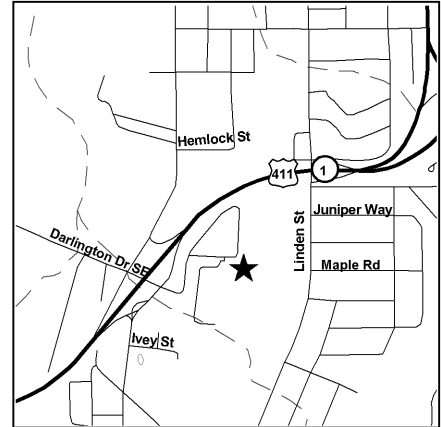 Hemlock St
411
1
Juniper Way
Linden St
Darlington Dr SE
Maple Rd
Ivey St